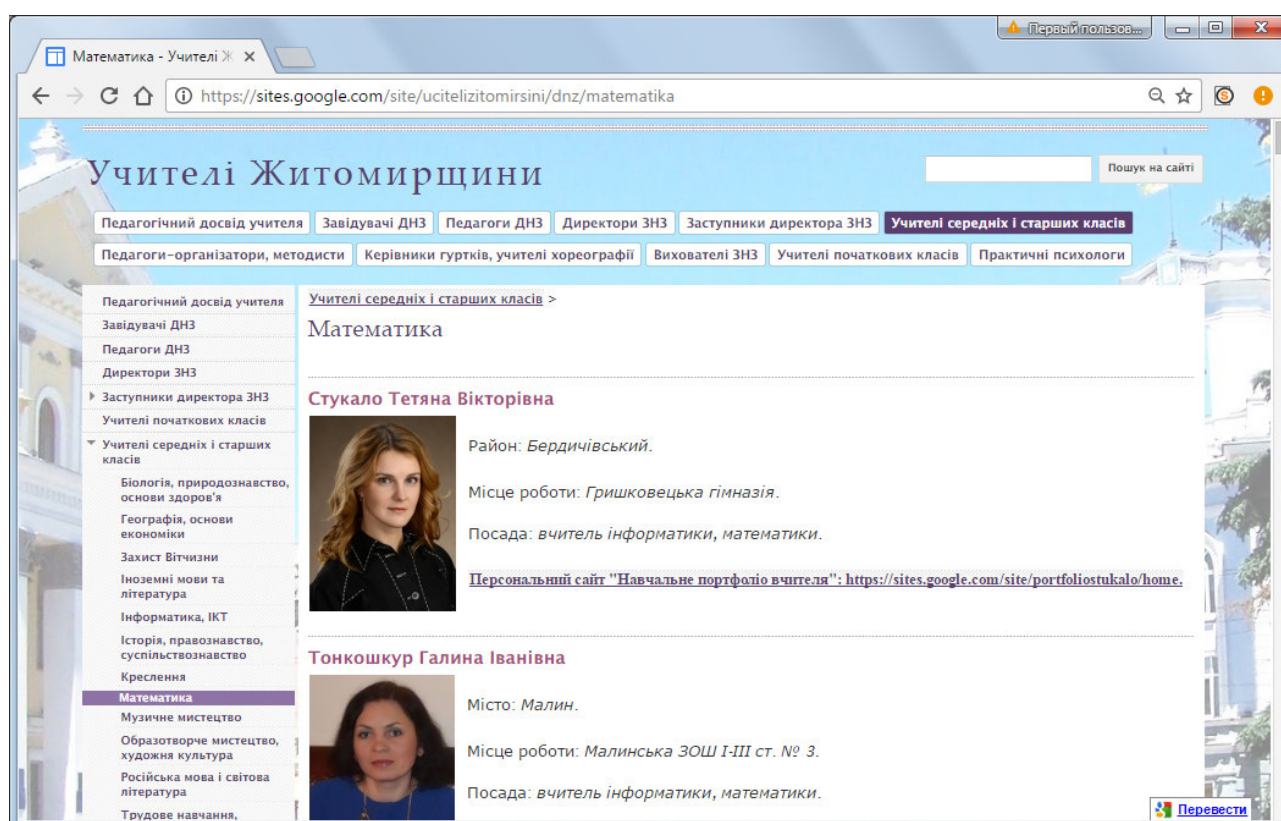 Первый пользов...
Математика - Учителі Ж
https://sites.google.com/site/ucitelizitomirsini/dnz/matematika
Учителі Житомирщини
Пошук на сайті
Педагогічний досвід учителя Завідувачі ДНЗ Педагоги ДНЗ Директори ЗНЗ Заступники директора ЗНЗ Учителі середніх і старших класів
Педагоги-організатори, методисти Керівники гуртків, учителі хореографії Вихователі ЗНЗ Учителі початкових класів Практичні психологи
Педагогічний досвід учителя
Завідувачі ДНЗ
Педагоги ДНЗ
Директори ЗНЗ
Заступники директора ЗНЗ
Учителі початкових класів
Учителі середніх і старших
класів
Біологія, природознавство,
основи здоров'я
Географія, основи
економіки
Захист Вітчизни
Іноземні мови та
література
Інформатика, ІКТ
Історія, правознавство,
суспільствознавство
Креслення
Математика
Музичне мистецтво
Образотворче мистецтво,
художня культура
Російська мова і світова
література
Трудове навчання,
Учителі середніх і старших класів >
Математика
Стукало Тетяна Вікторівна
Район: Бердичівський.
Місце роботи: Гришковецька гімназія.
Посада: вчитель інформатики, математики.
Персональний сайт "Навчальне портфоліо вчителя": https://sites.google.com/site/portfoliostukalo/home.
Тонкошкур Галина Іванівна
Місто: Малин.
Місце роботи: Малинська ЗОШ І-ІІІ ст. № 3.
Посада: вчитель інформатики, математики.
Перевести